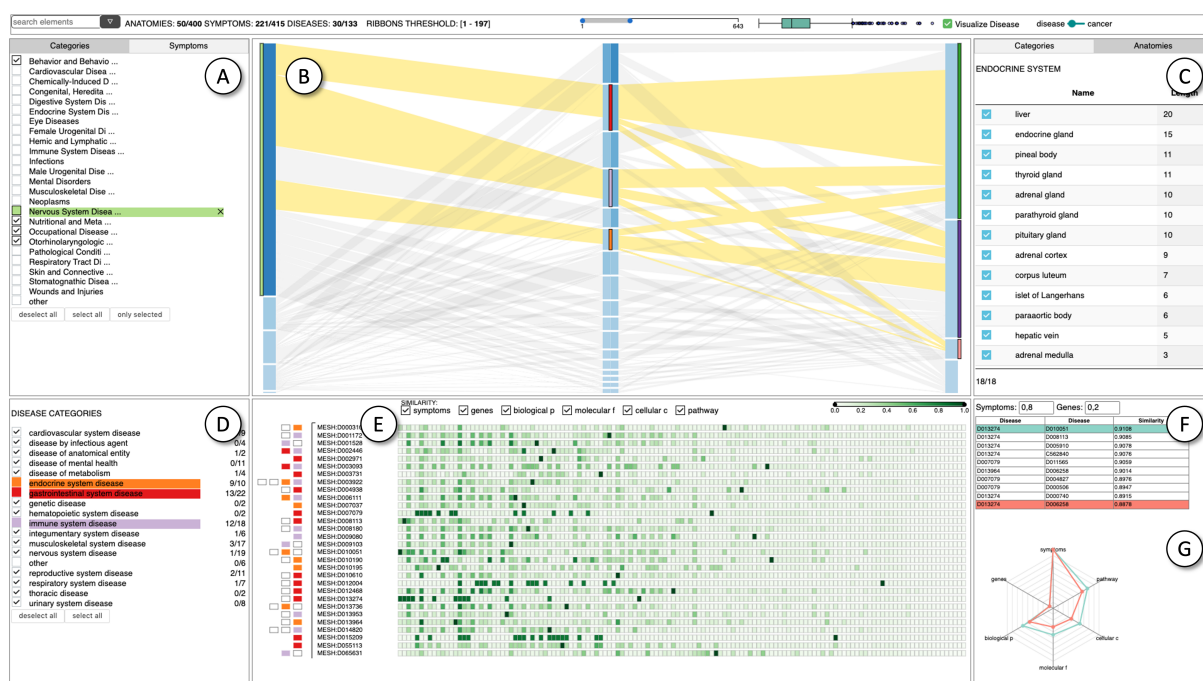 search elements
ANATOMIES: 50/400 SYMPTOMS: 221/415 DISEASES: 30/133 RIBBONS THRESHOLD: [1 - 197]
1
643
Visualize Disease
disease cancer
Categories Symptoms
Behavior and Behavio ...
Cardiovascular Disea ...
Chemically-Induced D ...
Congenital, Heredita ...
Digestive System Dis ...
Endocrine System Dis ...
Eye Diseases
Female Urogenital Di ...
Hemic and Lymphatic ...
Immune System Diseas ...
Infections
Male Urogenital Dise ...
Mental Disorders
Musculoskeletal Dise ...
Neoplasms
Nervous System Disea ... ×
Nutritional and Meta ...
Occupational Disease ...
Otorhinolaryngologic ...
Pathological Conditi ...
Respiratory Tract Di ...
Skin and Connective ...
Stomatognathic Disea ...
Wounds and Injuries
other
deselect all select all only selected
A
B
Categories Anatomies
ENDOCRINE SYSTEM
C
Name Length
liver 20
endocrine gland 15
pineal body 11
thyroid gland 11
adrenal gland 10
parathyroid gland 10
pituitary gland 10
adrenal cortex 9
corpus luteum 7
islet of Langerhans 6
paraaortic body 6
hepatic vein 5
adrenal medulla 3
18/18
DISEASE CATEGORIES
D
cardiovascular system disease
disease by infectious agent 0/4
disease of anatomical entity 1/2
disease of mental health 0/11
disease of metabolism 1/4
endocrine system disease 9/10
gastrointestinal system disease 13/22
genetic disease 0/2
hematopoietic system disease 0/2
immune system disease 12/18
integumentary system disease 1/6
musculoskeletal system disease 3/17
nervous system disease 1/19
other 0/6
reproductive system disease 2/11
respiratory system disease 1/7
thoracic disease 0/2
urinary system disease 0/8
deselect all select all
SIMILARITY:
symptoms genes biological p molecular f cellular c pathway
0.0 0.2 0.4 0.6 0.8 1.0
E
MESH:D001172
MESH:D001528
MESH:D002446
MESH:D002971
MESH:D003093
MESH:D003731
MESH:D003922
MESH:D004938
MESH:D006111
MESH:D007037
MESH:D007079
MESH:D008113
MESH:D008180
MESH:D009080
MESH:D009103
MESH:D010051
MESH:D010190
MESH:D010195
MESH:D010610
MESH:D012004
MESH:D012468
MESH:D013274
MESH:D013736
MESH:D013953
MESH:D013964
MESH:D014820
MESH:D015209
MESH:D055113
MESH:D065631
Symptoms: 0,8 Genes: 0,2
F
Disease Disease Similarity
D013274 D010051 0.9108
D013274 D008113 0.9085
D013274 D005910 0.9078
D013274 C562840 0.9076
D007079 D011565 0.9059
D013964 D006258 0.9014
D007079 D004827 0.8976
D007079 D000506 0.8947
D013274 D000740 0.8915
D013274 D006258 0.8878
G
symptoms
genes
pathway
biological p
cellular c
molecular f